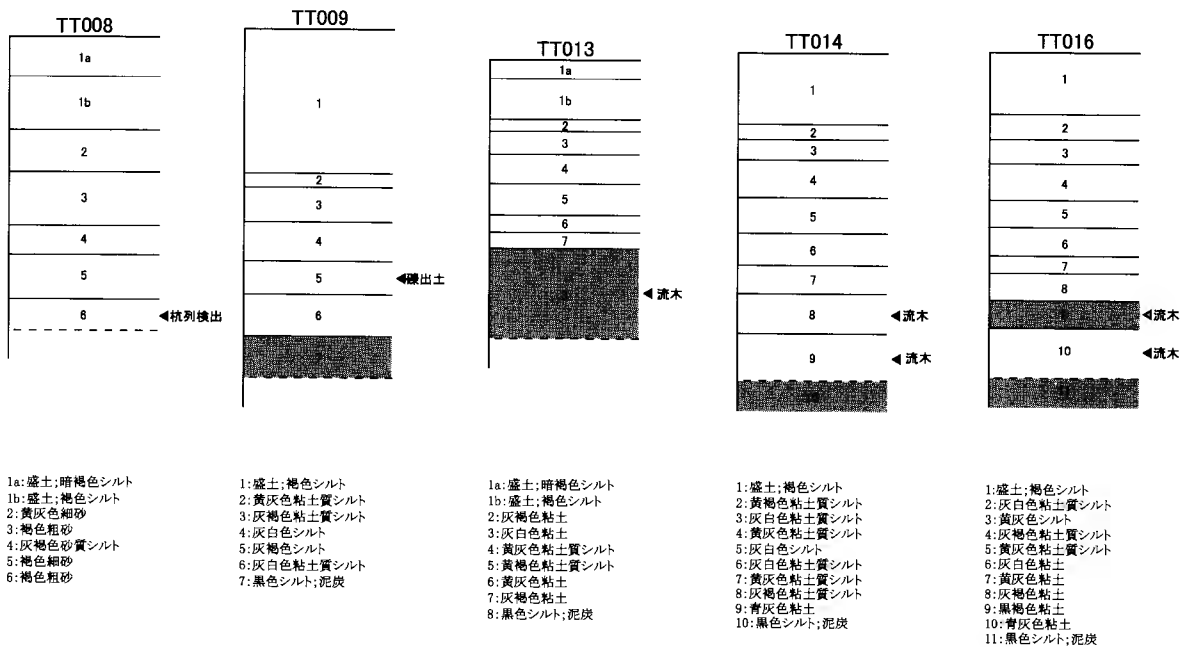 TT008
1a
1b
2
3
4
5
6
◀杭列検出
TT009
1
2
3
4
5
◀礫出土
6
7
TT013
1a
1b
2
3
4
5
6
7
8
◀流木
TT014
1
2
3
4
5
6
7
8
◀流木
9
◀流木
10
TT016
1
2
3
4
5
6
7
8
9
◀流木
10
◀流木
11
1a:盛土;暗褐色シルト
1b:盛土;褐色シルト
2:黄灰色細砂
3:褐色粗砂
4:灰褐色砂質シルト
5:褐色細砂
6:褐色粗砂
1:盛土;褐色シルト
2:黄灰色粘土質シルト
3:灰褐色粘土質シルト
4:灰白色シルト
5:灰褐色シルト
6:灰白色粘土質シルト
7:黒色シルト;泥炭
1a:盛土;暗褐色シルト
1b:盛土;褐色シルト
2:灰褐色粘土
3:灰白色粘土
4:黄灰色粘土質シルト
5:黄褐色粘土質シルト
6:黄灰色粘土
7:灰褐色粘土
8:黒色シルト;泥炭
1:盛土;褐色シルト
2:黄褐色粘土質シルト
3:灰白色粘土質シルト
4:黄灰色粘土質シルト
5:灰白色シルト
6:灰白色粘土質シルト
7:黄灰色粘土質シルト
8:灰褐色粘土質シルト
9:青灰色粘土
10:黒色シルト;泥炭
1:盛土;褐色シルト
2:灰白色粘土質シルト
3:黄灰色シルト
4:灰褐色粘土質シルト
5:黄灰色粘土質シルト
6:灰白色粘土
7:黄灰色粘土
8:灰褐色粘土
9:黒褐色粘土
10:青灰色粘土
11:黒色シルト;泥炭